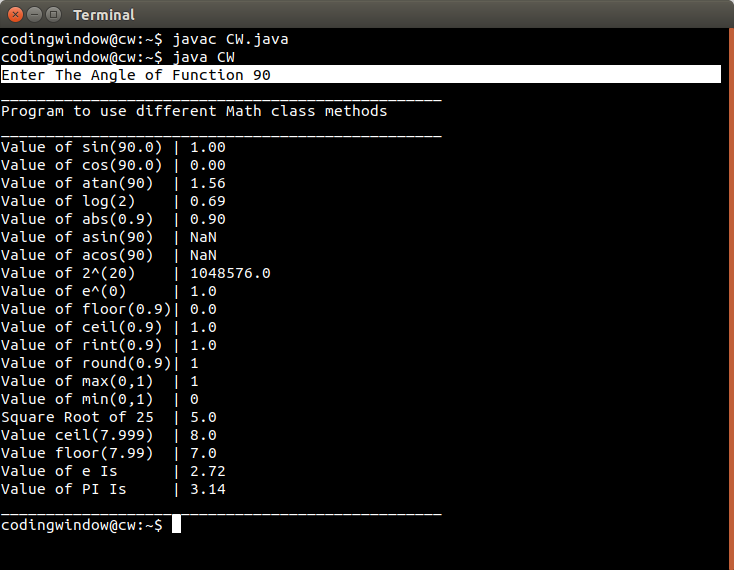 Terminal
codingwindow@cw:~$ javac CW.java
codingwindow@cw:~$ java CW
Enter The Angle of Function 90
_________________________________________________
Program to use different Math class methods
_________________________________________________
Value of sin(90.0) | 1.00
Value of cos(90.0) | 0.00
Value of atan(90)  | 1.56
Value of log(2)    | 0.69
Value of abs(0.9)  | 0.90
Value of asin(90)  | NaN
Value of acos(90)  | NaN
Value of 2^(20)    | 1048576.0
Value of e^(0)     | 1.0
Value of floor(0.9)| 0.0
Value of ceil(0.9) | 1.0
Value of rint(0.9) | 1.0
Value of round(0.9)| 1
Value of max(0,1)  | 1
Value of min(0,1)  | 0
Square Root of 25  | 5.0
Value ceil(7.999)  | 8.0
Value floor(7.99)  | 7.0
Value of e Is      | 2.72
Value of PI Is     | 3.14
_________________________________________________
codingwindow@cw:~$